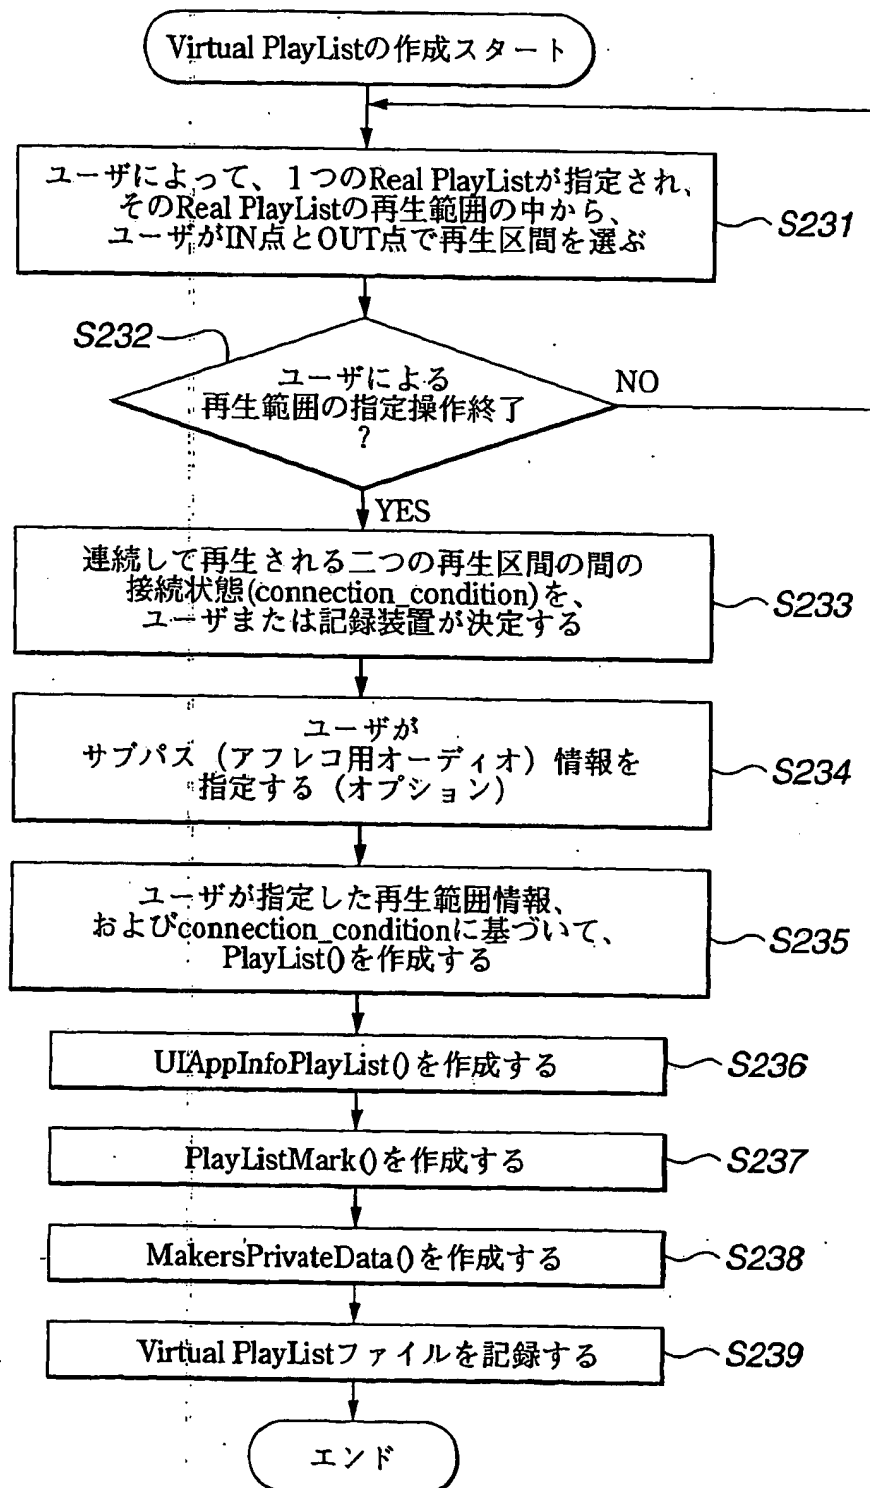 Virtual PlayListの作成スタート
ユーザによって、1つのReal PlayListが指定され、
そのReal PlayListの再生範囲の中から、
ユーザがIN点とOUT点で再生区間を選ぶ
S231
S232
ユーザによる
再生範囲の指定操作終了
?
NO
YES
連続して再生される二つの再生区間の間の
接続状態(connection_condition)を、
ユーザまたは記録装置が決定する
S233
ユーザが
サブパス（アフレコ用オーディオ）情報を
指定する（オプション）
S234
ユーザが指定した再生範囲情報、
およびconnection_conditionに基づいて、
PlayList()を作成する
S235
UIAppInfoPlayList()を作成する
S236
PlayListMark()を作成する
S237
MakersPrivateData()を作成する
S238
Virtual PlayListファイルを記録する
S239
エンド